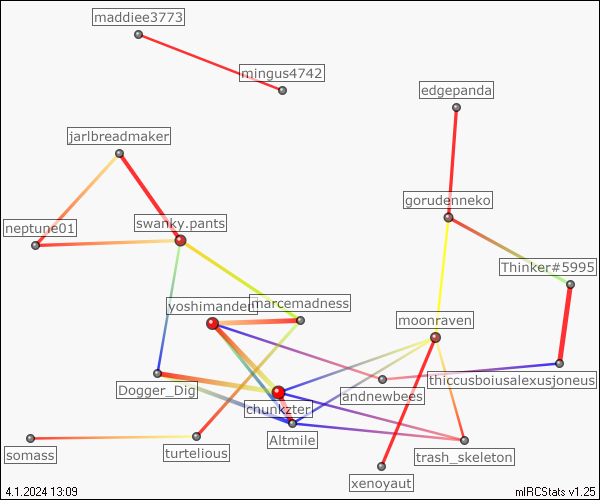 maddiee3773
mingus4742
edgepanda
jarlbreadmaker
gorudenneko
swanky.pants
neptune01
Thinker#5995
yoshimanden
marcemadness
moonraven
thiccusboiusalexusjoneus
Dogger_Dig
andnewbees
chunkzter
Altmile
somass
turtelious
trash_skeleton
xenoyaut
4.1.2024 13:09
mIRCStats v1.25